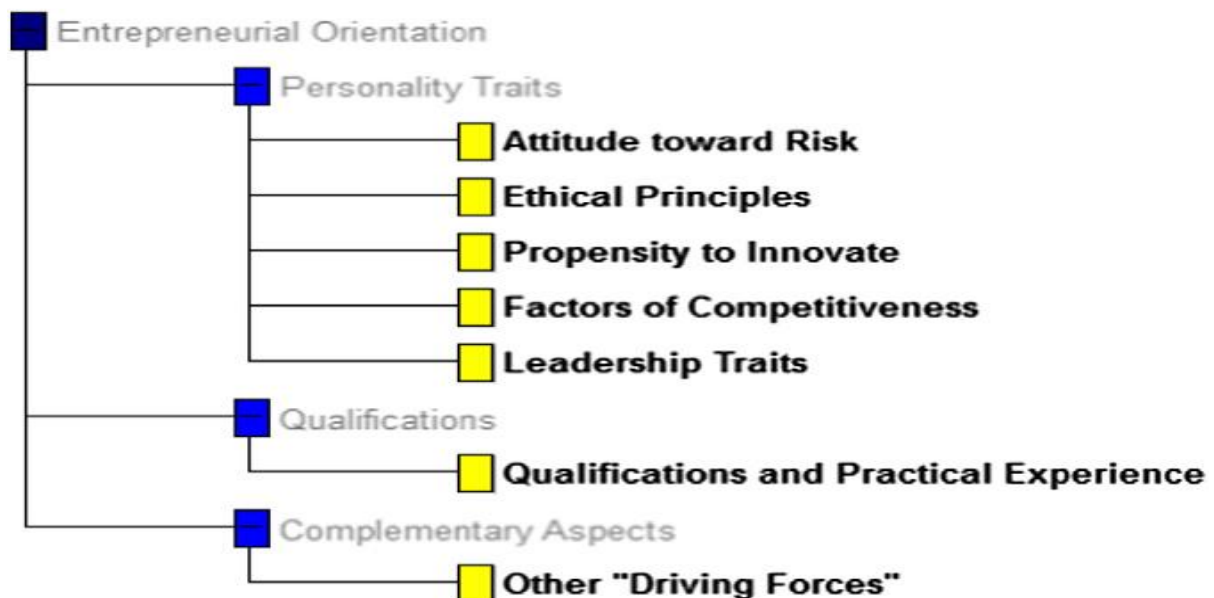 Entrepreneurial Orientation
Personality Traits
Attitude toward Risk
Ethical Principles
Propensity to Innovate
Factors of Competitiveness
Leadership Traits
Qualifications
Qualifications and Practical Experience
Complementary Aspects
Other "Driving Forces"